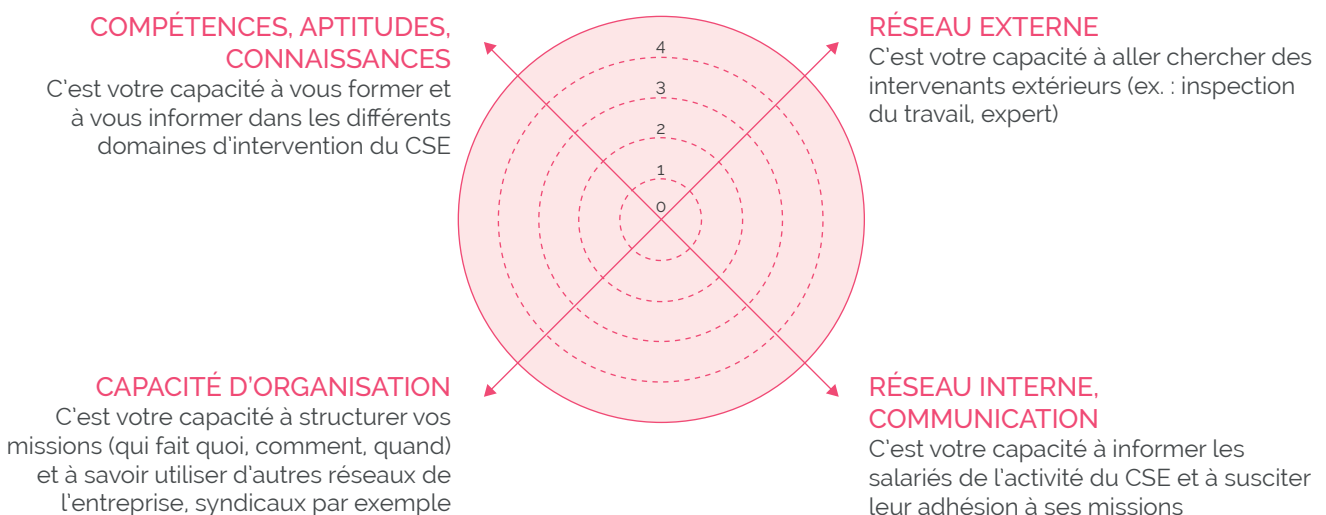 COMPÉTENCES, APTITUDES,
CONNAISSANCES
C'est votre capacité à vous former et
à vous informer dans les différents
domaines d'intervention du CSE
4
3
2
1
0
RÉSEAU EXTERNE
C'est votre capacité à aller chercher des
intervenants extérieurs (ex. : inspection
du travail, expert)
CAPACITÉ D'ORGANISATION
C'est votre capacité à structurer vos
missions (qui fait quoi, comment, quand)
et à savoir utiliser d'autres réseaux de
l'entreprise, syndicaux par exemple
RÉSEAU INTERNE,
COMMUNICATION
C'est votre capacité à informer les
salariés de l'activité du CSE et à susciter
leur adhésion à ses missions